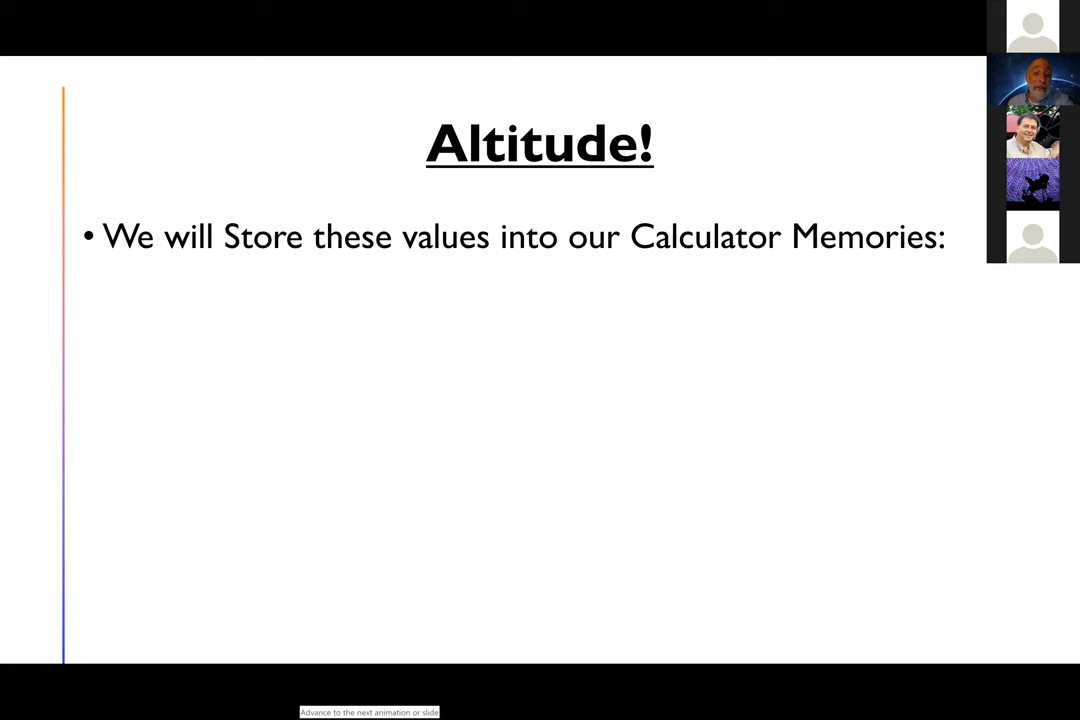 Altitude!
• We will Store these values into our Calculator Memories:
Advance to the next animation or slide